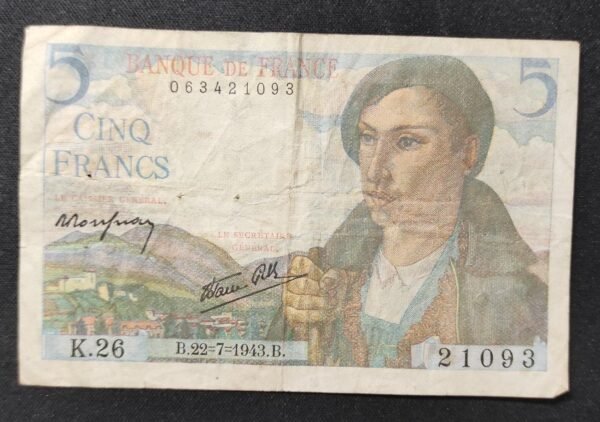 5 BANQUE DE FRANCE 5
063421093
CINQ
FRANCS
LE CAISSIER GÉNÉRAL,
LE SECRÉTAIRE
GÉNÉRAL,
K.26 B.22=7=1943.B. 21093